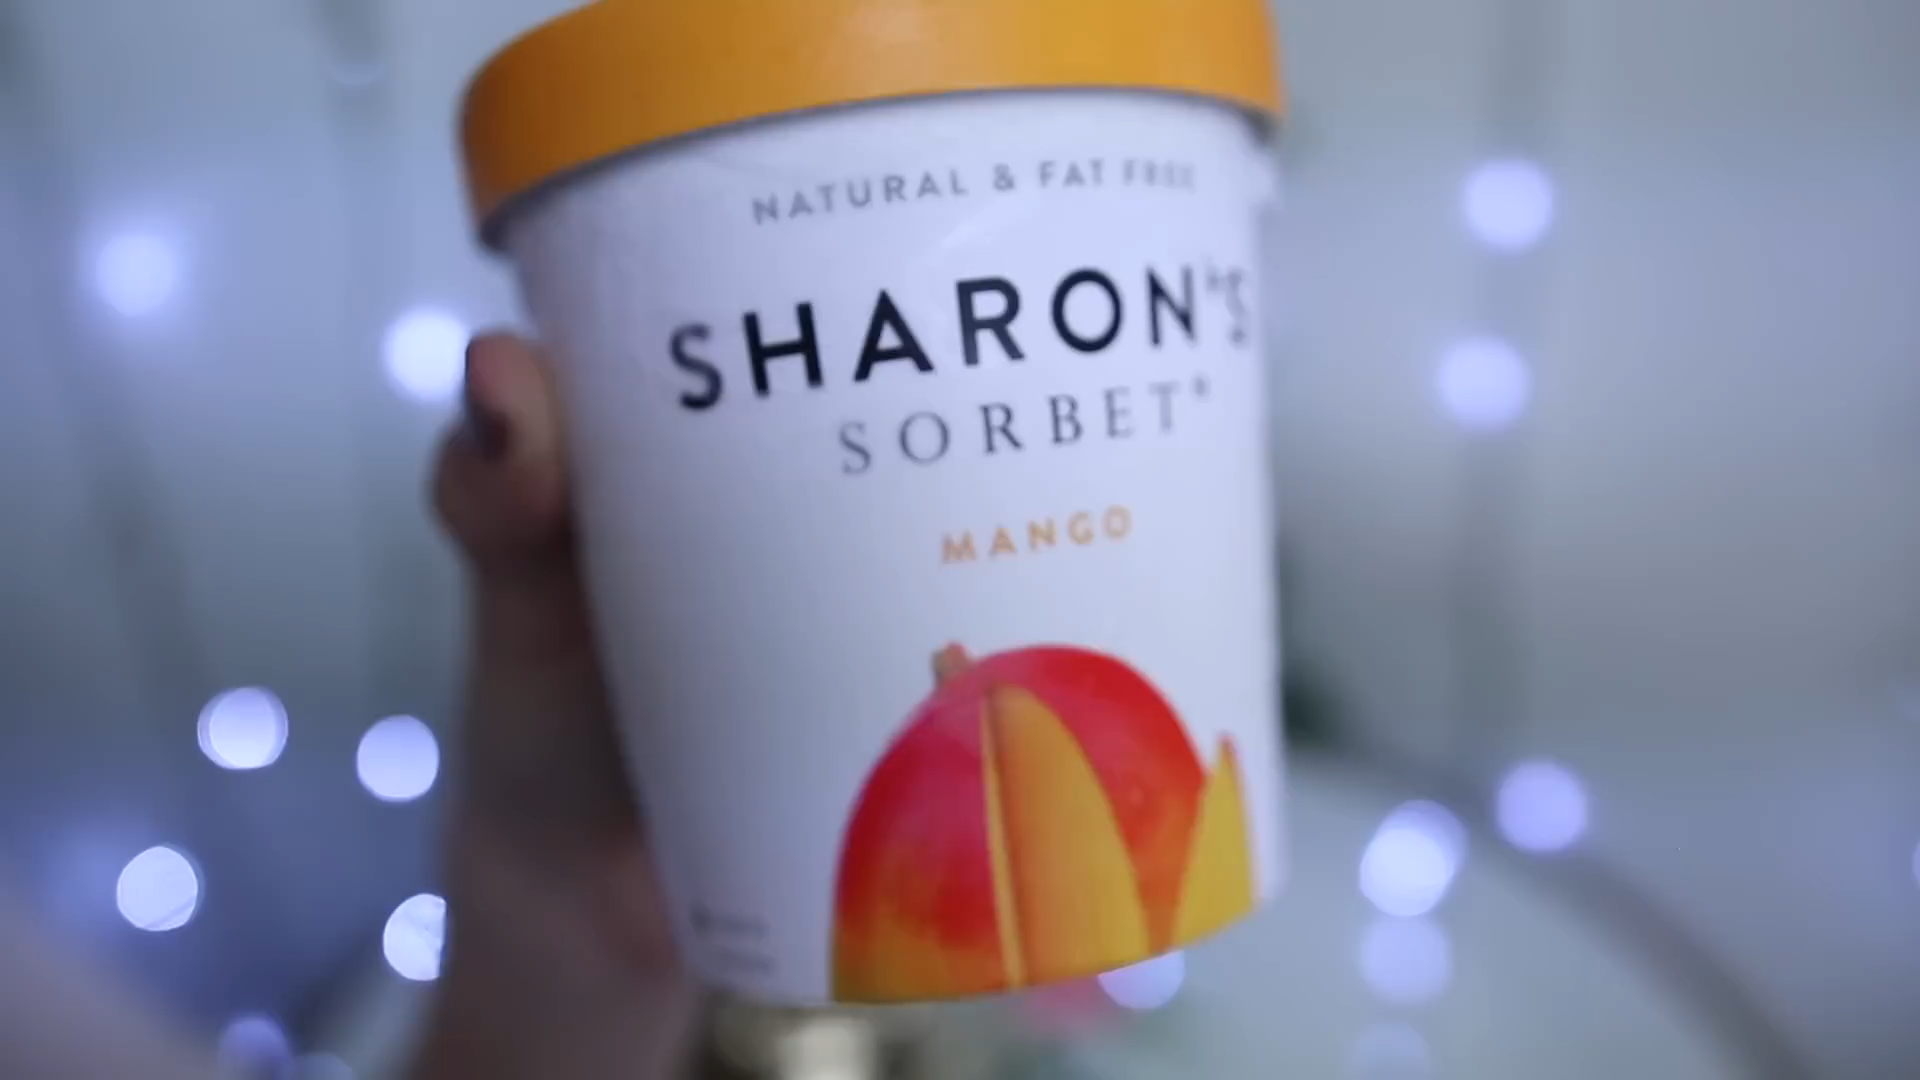 NATURAL & FAT FREE
SHARON'S
SORBET®
MANGO